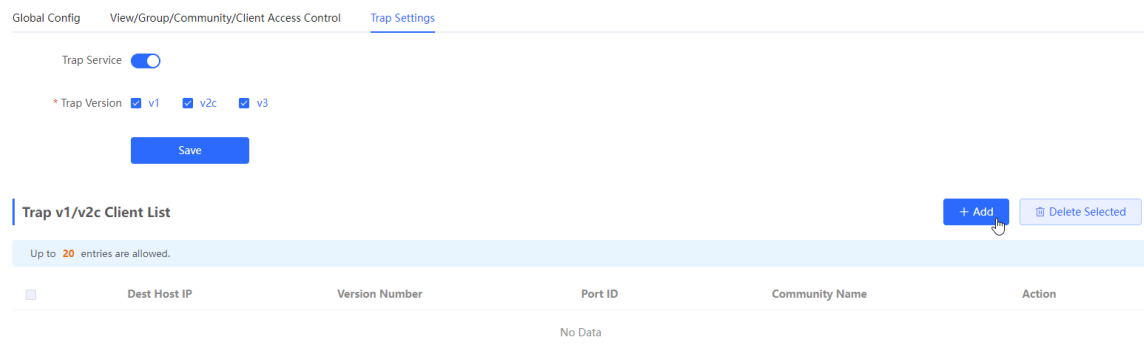 Global Config View/Group/Community/Client Access Control Trap Settings
Trap Service
* Trap Version v1 v2c v3
Save
Trap v1/v2c Client List + Add Delete Selected
Up to 20 entries are allowed.
Dest Host IP Version Number Port ID Community Name Action
No Data